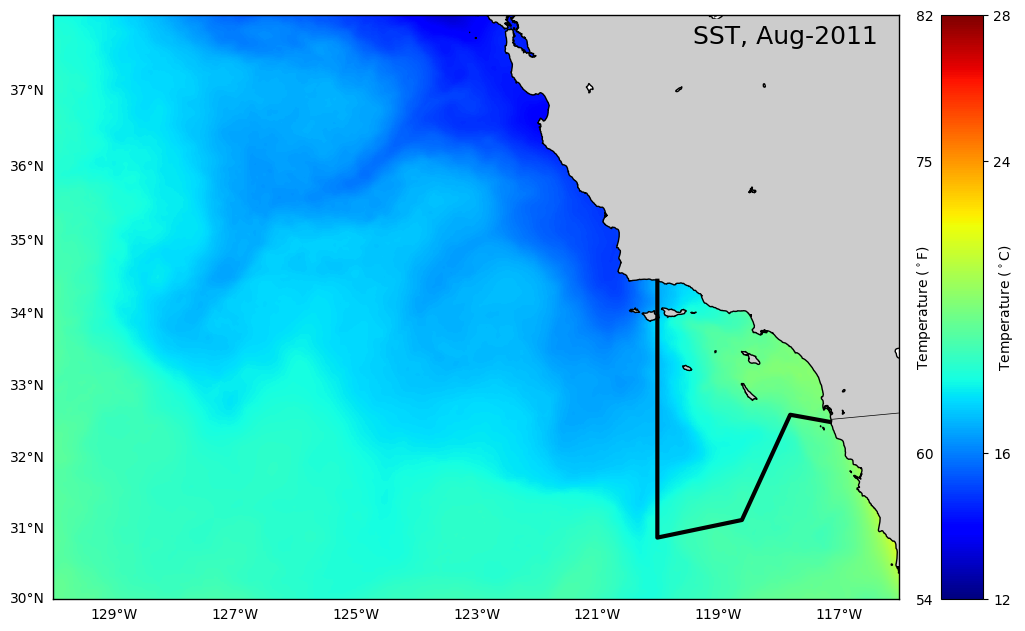 SST, Aug-2011
37°N
36°N
35°N
34°N
33°N
32°N
31°N
30°N
129°W
127°W
125°W
123°W
121°W
119°W
117°W
82
75
60
54
Temperature (°F)
28
24
16
12
Temperature (°C)